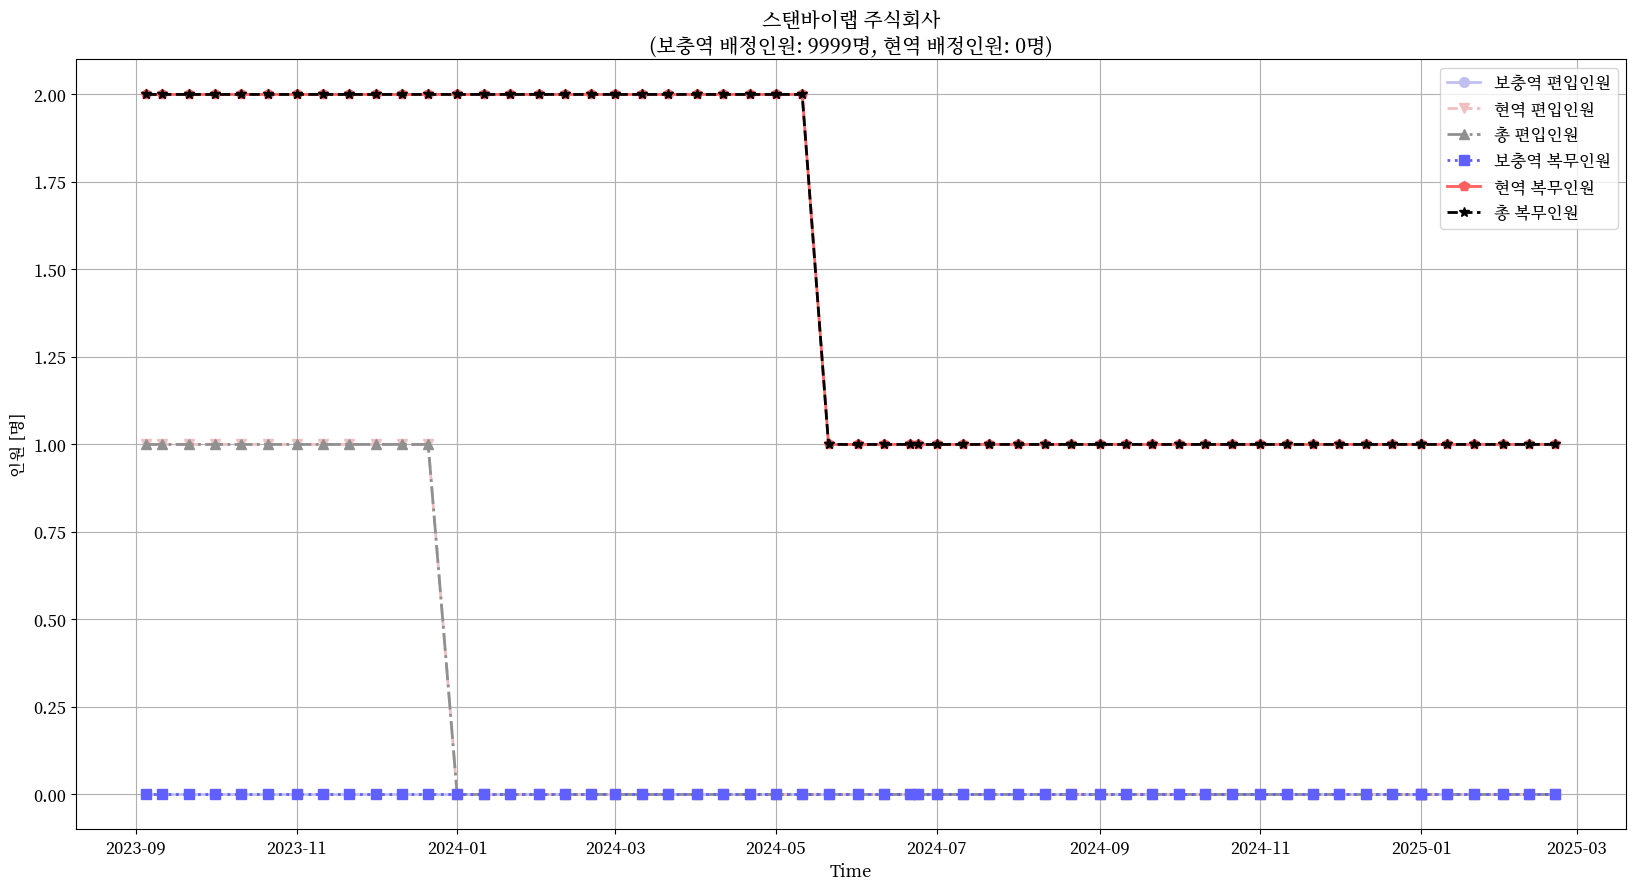 스탠바이랩 주식회사
(보충역 배정인원: 9999명, 현역 배정인원: 0명)
보충역 편입인원
현역 편입인원
총 편입인원
보충역 복무인원
현역 복무인원
총 복무인원
인원 [명]
2.00
1.75
1.50
1.25
1.00
0.75
0.50
0.25
0.00
2023-09 2023-11 2024-01 2024-03 2024-05 2024-07 2024-09 2024-11 2025-01 2025-03
Time